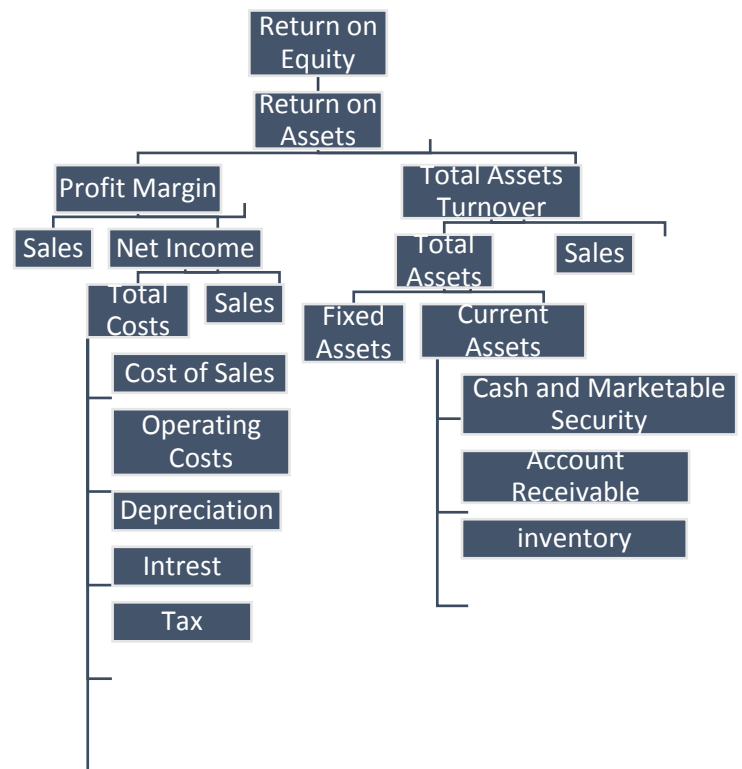 Return on
Equity
Return on
Assets
Profit Margin
Total Assets
Turnover
Sales
Net Income
Total
Assets
Sales
Total
Costs
Sales
Fixed
Assets
Current
Assets
Cost of Sales
Operating
Costs
Depreciation
Intrest
Tax
Cash and Marketable
Security
Account
Receivable
inventory